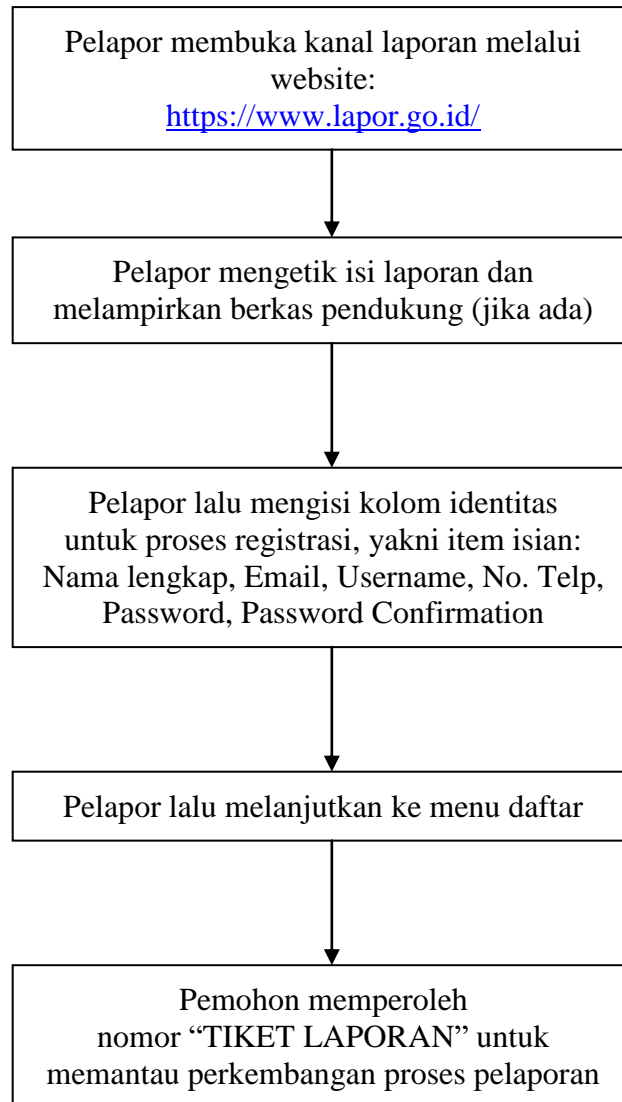 Pelapor membuka kanal laporan melalui
website:
https://www.lapor.go.id/
Pelapor mengetik isi laporan dan
melampirkan berkas pendukung (jika ada)
Pelapor lalu mengisi kolom identitas
untuk proses registrasi, yakni item isian:
Nama lengkap, Email, Username, No. Telp,
Password, Password Confirmation
Pelapor lalu melanjutkan ke menu daftar
Pemohon memperoleh
nomor “TIKET LAPORAN” untuk
memantau perkembangan proses pelaporan